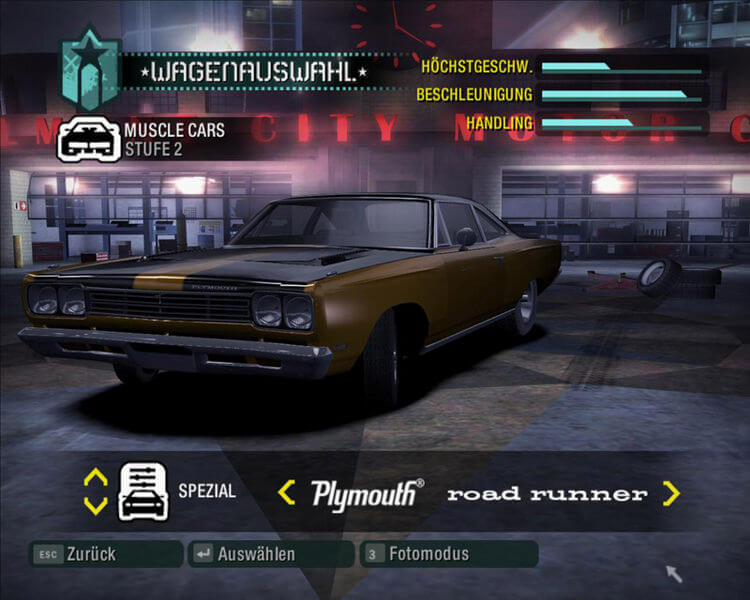 ★WAGENAUSWAHL★
HÖCHSTGESCHW.
BESCHLEUNIGUNG
HANDLING
MUSCLE CARS
STUFE 2
CITY MOTOR
PLYMOUTH
SPEZIAL
Plymouth® road runner
ESC Zurück
Auswählen
3 Fotomodus